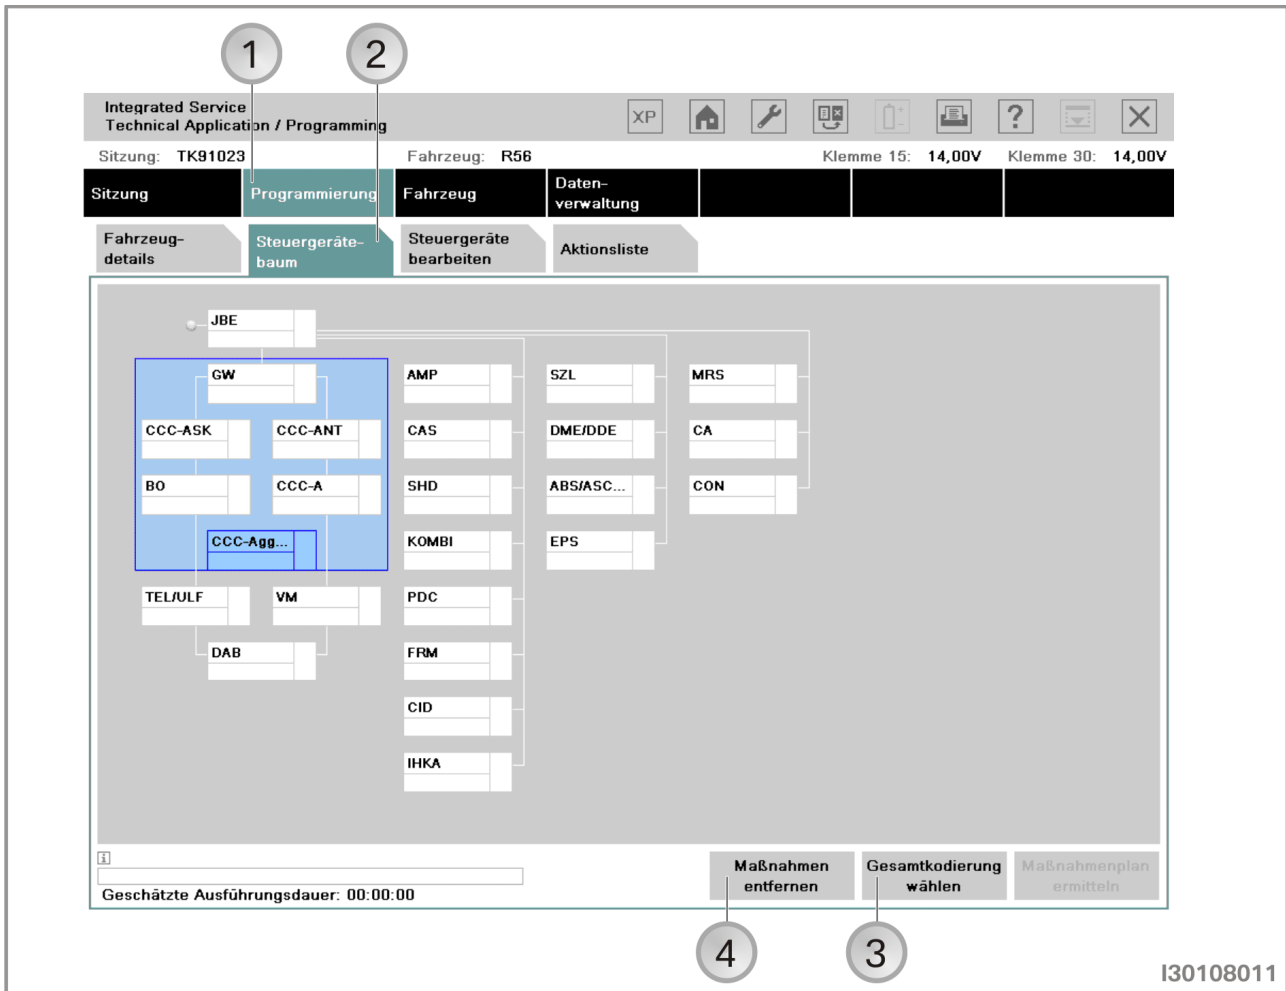 1 2
Integrated Service
Technical Application / Programming
XP
?
Sitzung: TK91023 Fahrzeug: R56 Klemme 15: 14,00V Klemme 30: 14,00V
Sitzung Programmierung Fahrzeug Daten-
verwaltung
Fahrzeug-
details
Steuergeräte-
baum
Steuergeräte
bearbeiten
Aktionsliste
JBE
GW AMP SZL MRS
CCC-ASK CCC-ANT CAS DME/DDE CA
BO CCC-A SHD ABS/ASC... CON
CCC-Agg... KOMBI EPS
TEL/ULF VM PDC
DAB FRM
CID
IHKA
i
Geschätzte Ausführungsdauer: 00:00:00
Maßnahmen
entfernen
Gesamtkodierung
wählen
Maßnahmenplan
ermitteln
4 3
I30108011